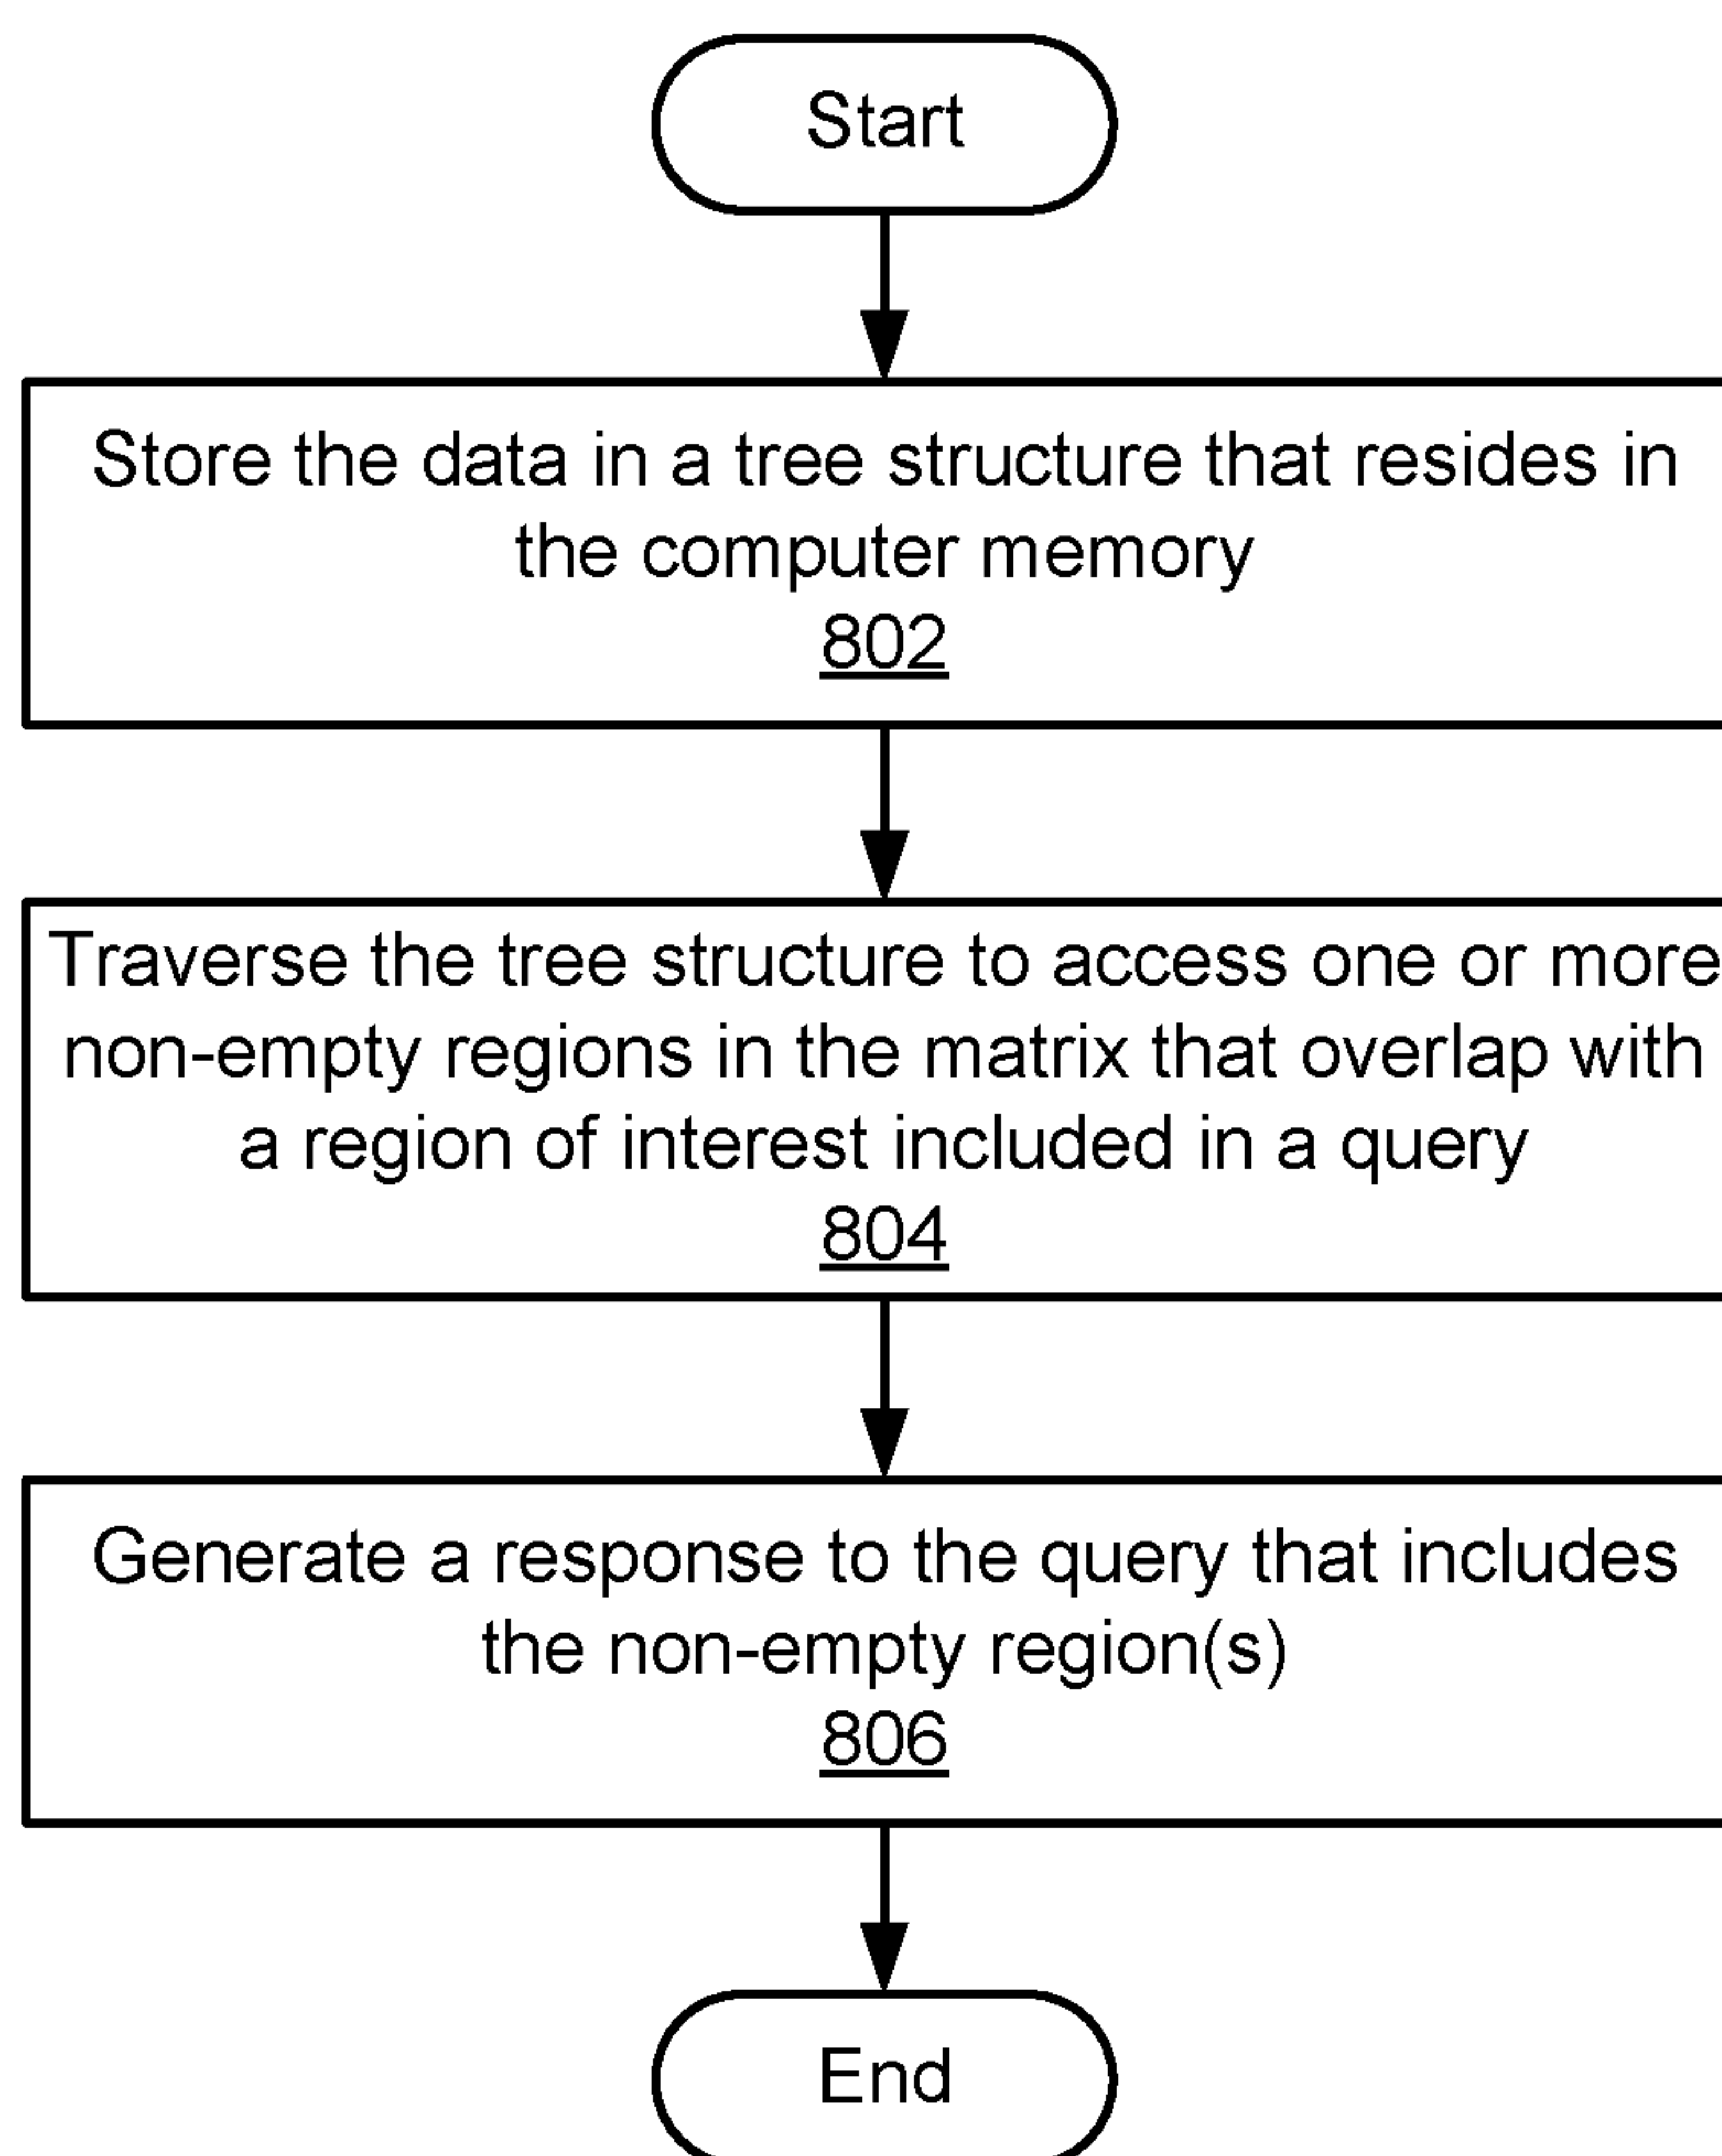 Start
Store the data in a tree structure that resides in
the computer memory
802
Traverse the tree structure to access one or more
non-empty regions in the matrix that overlap with
a region of interest included in a query
804
Generate a response to the query that includes
the non-empty region(s)
806
End